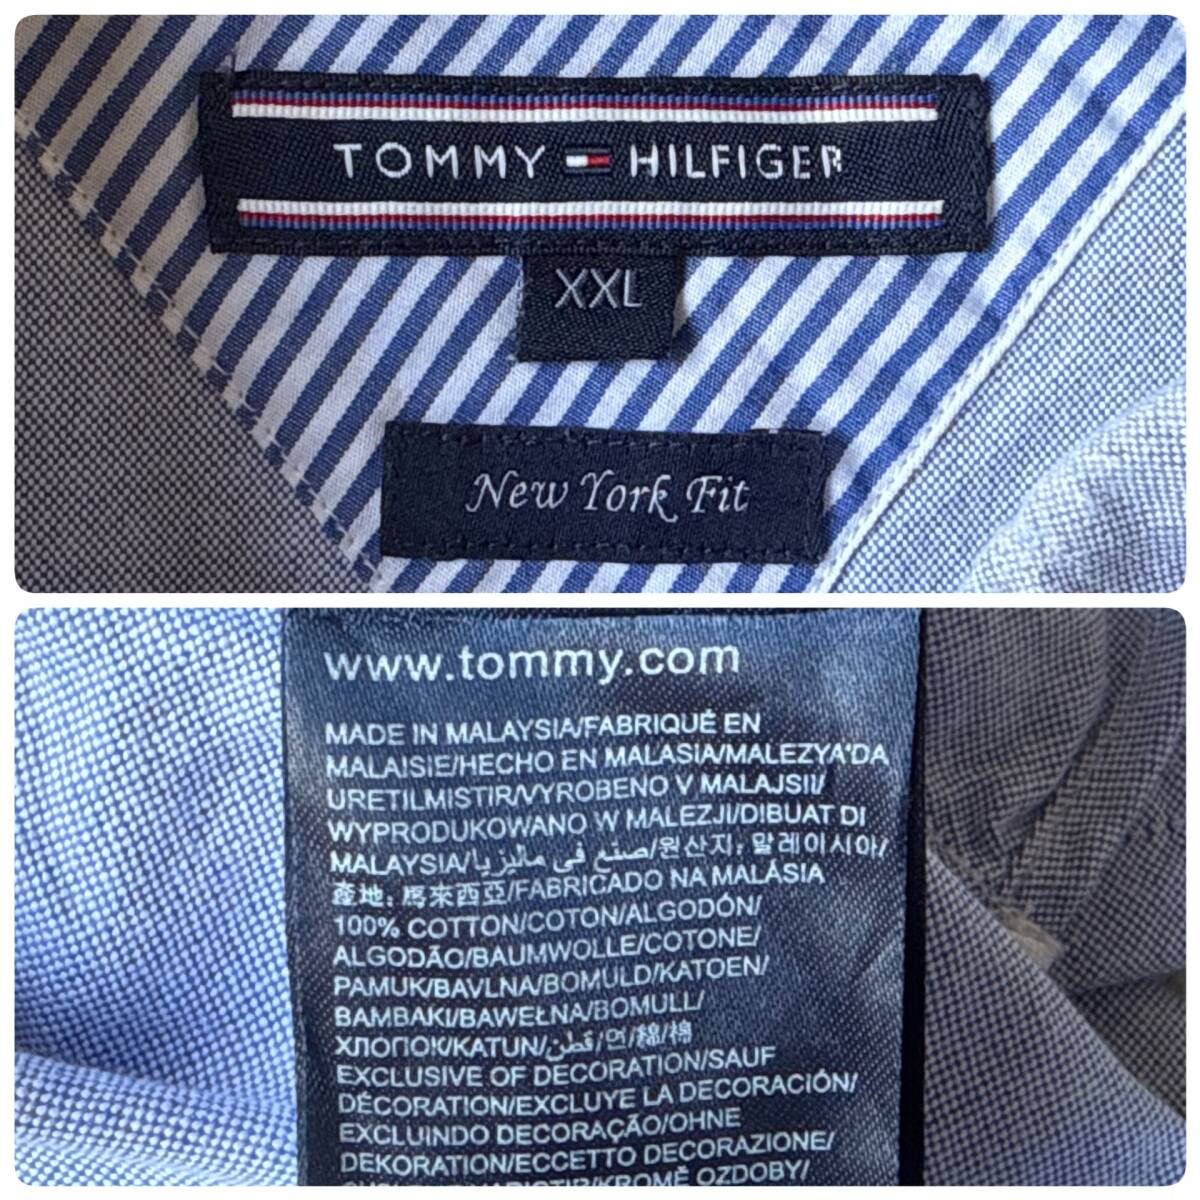 TOMMY HILFIGER
XXL
New York Fit
www.tommy.com
MADE IN MALAYSIA/FABRIQUÉ EN
MALAISIE/HECHO EN MALASIA/MALEZYA'DA
URETILMISTIR/VYROBENO V MALAJSII/
WYPRODUKOWANO W MALEZJI/DIBUAT DI
MALAYSIA/صنع في ماليزيا/원산지: 말레이시아/
產地: 馬來西亞/FABRICADO NA MALÁSIA
100% COTTON/COTON/ALGODÓN/
ALGODÃO/BAUMWOLLE/COTONE/
PAMUK/BAVLNA/BOMULD/KATOEN/
BAMBAKI/BAWEŁNA/BOMULL/
ХЛОПОК/KATUN/قطن/면/綿/棉
EXCLUSIVE OF DECORATION/SAUF
DÉCORATION/EXCLUYE LA DECORACIÓN/
EXCLUINDO DECORAÇÃO/OHNE
DEKORATION/ECCETTO DECORAZIONE/
KROMĚ OZDOBY/